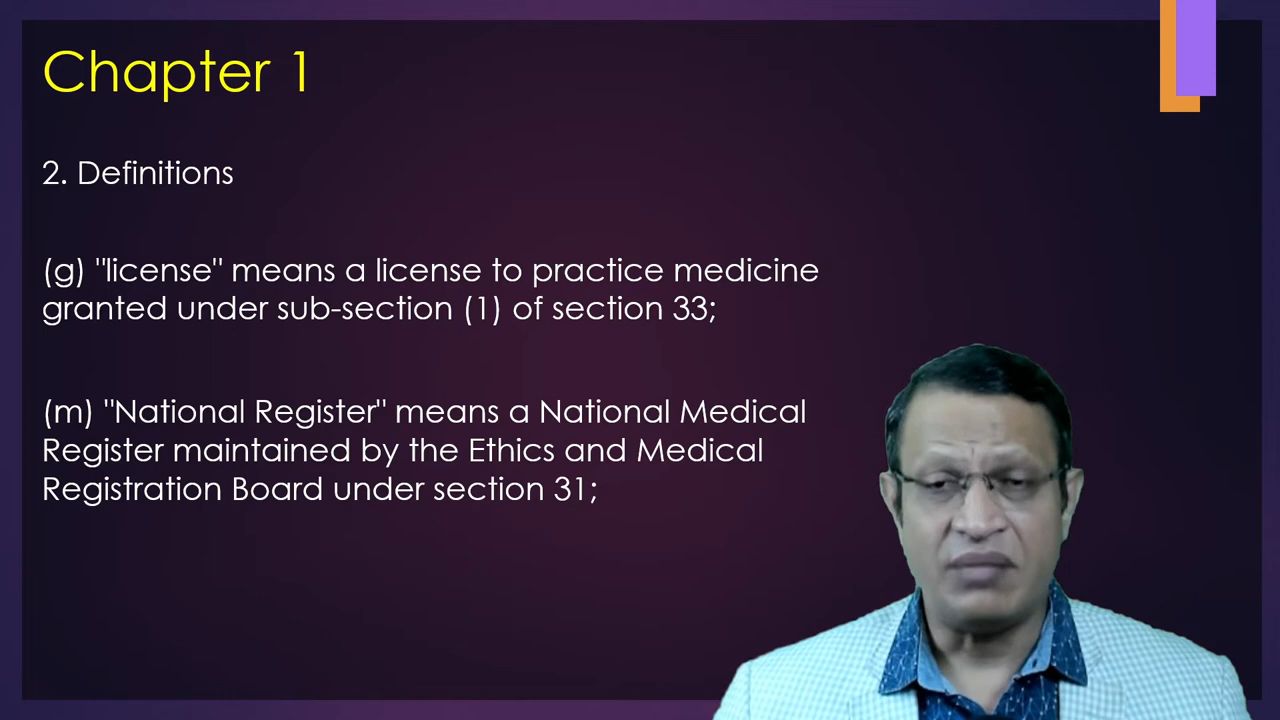 Chapter 1
2. Definitions
(g) "license" means a license to practice medicine
granted under sub-section (1) of section 33;
(m) "National Register" means a National Medical
Register maintained by the Ethics and Medical
Registration Board under section 31;